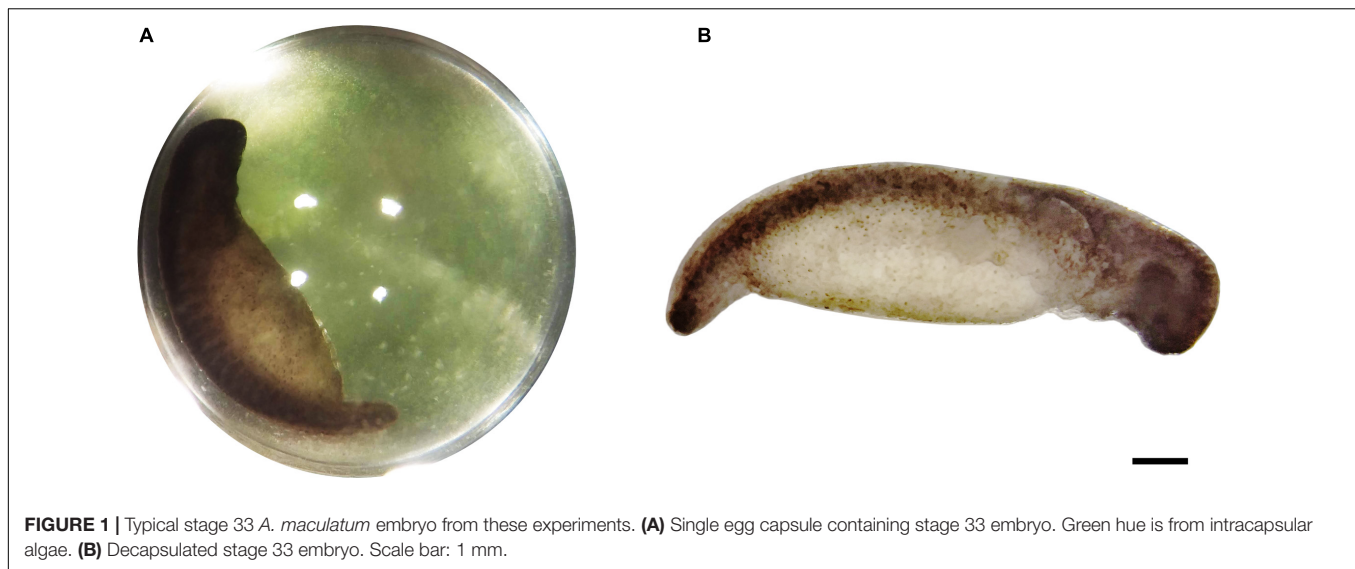 A
B
FIGURE 1 | Typical stage 33 A. maculatum embryo from these experiments. (A) Single egg capsule containing stage 33 embryo. Green hue is from intracapsular
algae. (B) Decapsulated stage 33 embryo. Scale bar: 1 mm.